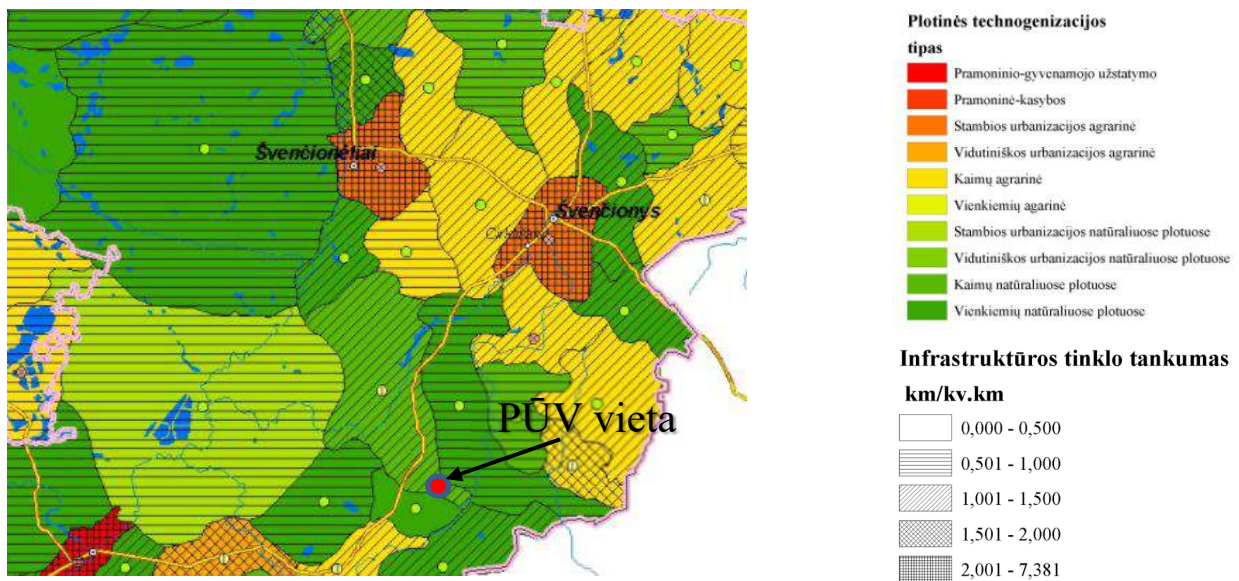 Švenčionėliai
Švenčionys
PŪV vieta
Plotinės technogenizacijos
tipas
Pramoninio-gyvenamojo užstatymo
Pramoninė-kasybos
Stambios urbanizacijos agrarinė
Vidutiniškos urbanizacijos agrarinė
Kaimų agrarinė
Vienkiemių agarinė
Stambios urbanizacijos natūraliuose plotuose
Vidutiniškos urbanizacijos natūraliuose plotuose
Kaimų natūraliuose plotuose
Vienkiemių natūraliuose plotuose
Infrastruktūros tinklo tankumas
km/kv.km
0,000 - 0,500
0,501 - 1,000
1,001 - 1,500
1,501 - 2,000
2,001 - 7,381